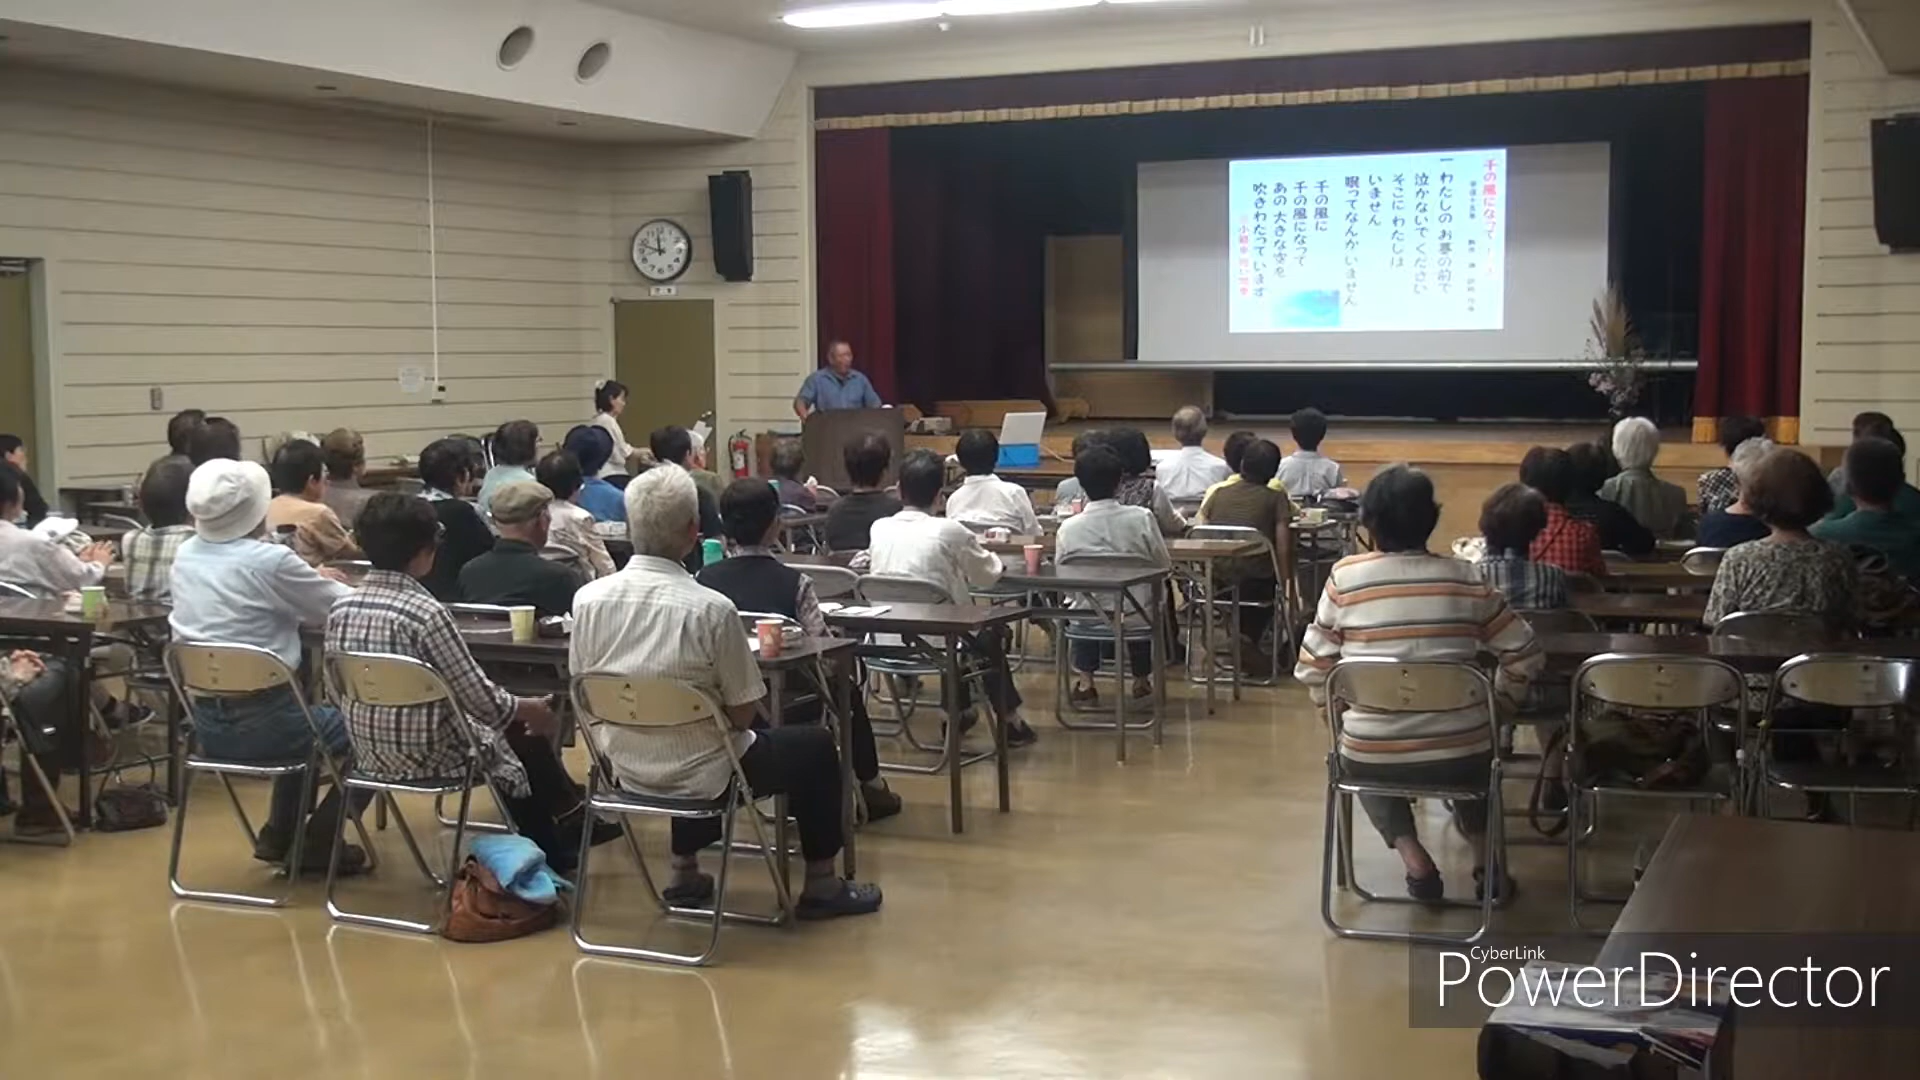 千の風になって
一 わたしの お墓の前で
泣かないでください
そこに わたしは
いません
眠ってなんか いません
千の風に
千の風になって
あの 大きな空を
吹きわたっています
CyberLink
PowerDirector